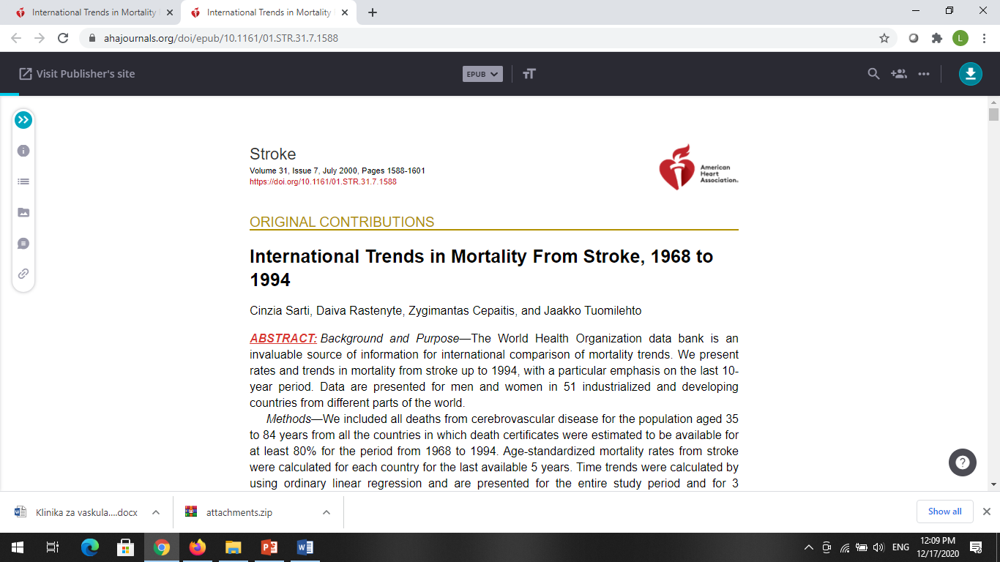 International Trends in Mortality
International Trends in Mortality
ahajournals.org/doi/epub/10.1161/01.STR.31.7.1588
L
Visit Publisher's site
EPUB
Stroke
Volume 31, Issue 7, July 2000, Pages 1588-1601
https://doi.org/10.1161/01.STR.31.7.1588
American
Heart
Association.
ORIGINAL CONTRIBUTIONS
International Trends in Mortality From Stroke, 1968 to
1994
Cinzia Sarti, Daiva Rastenyte, Zygimantas Cepaitis, and Jaakko Tuomilehto
ABSTRACT: Background and Purpose—The World Health Organization data bank is an
invaluable source of information for international comparison of mortality trends. We present
rates and trends in mortality from stroke up to 1994, with a particular emphasis on the last 10-
year period. Data are presented for men and women in 51 industrialized and developing
countries from different parts of the world.
Methods—We included all deaths from cerebrovascular disease for the population aged 35
to 84 years from all the countries in which death certificates were estimated to be available for
at least 80% for the period from 1968 to 1994. Age-standardized mortality rates from stroke
were calculated for each country for the last available 5 years. Time trends were calculated by
using ordinary linear regression and are presented for the entire study period and for 3
Klinika za vaskula....docx
attachments.zip
Show all
ENG
12:09 PM
12/17/2020